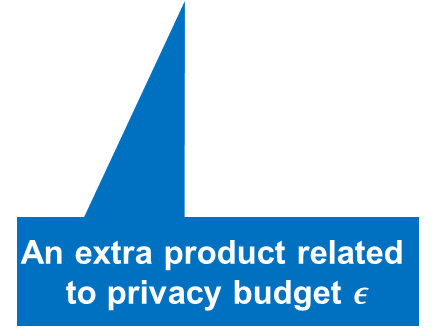 An extra product related
to privacy budget ϵ